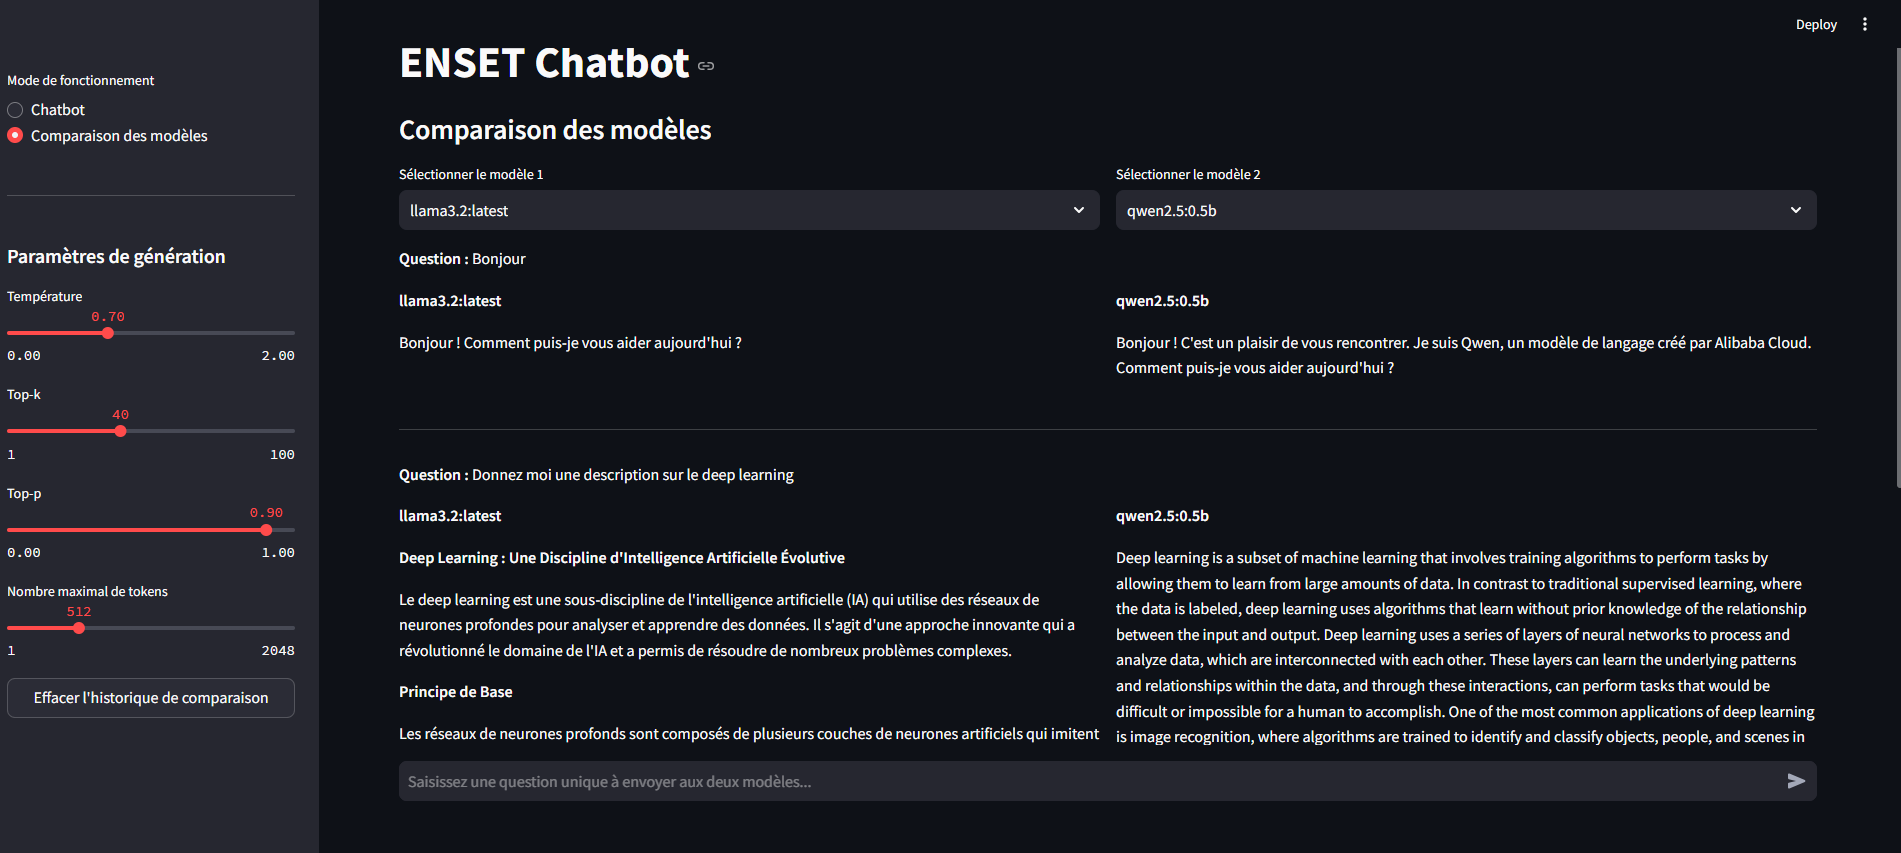 Deploy
Mode de fonctionnement
Chatbot
Comparaison des modèles
Paramètres de génération
Température
0.70
0.00 2.00
Top-k
40
1 100
Top-p
0.90
0.00 1.00
Nombre maximal de tokens
512
1 2048
Effacer l'historique de comparaison
ENSET Chatbot
Comparaison des modèles
Sélectionner le modèle 1
llama3.2:latest
Sélectionner le modèle 2
qwen2.5:0.5b
Question : Bonjour
llama3.2:latest
Bonjour ! Comment puis-je vous aider aujourd'hui ?
qwen2.5:0.5b
Bonjour ! C'est un plaisir de vous rencontrer. Je suis Qwen, un modèle de langage créé par Alibaba Cloud.
Comment puis-je vous aider aujourd'hui ?
Question : Donnez moi une description sur le deep learning
llama3.2:latest
Deep Learning : Une Discipline d'Intelligence Artificielle Évolutive
Le deep learning est une sous-discipline de l'intelligence artificielle (IA) qui utilise des réseaux de
neurones profondes pour analyser et apprendre des données. Il s'agit d'une approche innovante qui a
révolutionné le domaine de l'IA et a permis de résoudre de nombreux problèmes complexes.
Principe de Base
Les réseaux de neurones profonds sont composés de plusieurs couches de neurones artificiels qui imitent
qwen2.5:0.5b
Deep learning is a subset of machine learning that involves training algorithms to perform tasks by
allowing them to learn from large amounts of data. In contrast to traditional supervised learning, where
the data is labeled, deep learning uses algorithms that learn without prior knowledge of the relationship
between the input and output. Deep learning uses a series of layers of neural networks to process and
analyze data, which are interconnected with each other. These layers can learn the underlying patterns
and relationships within the data, and through these interactions, can perform tasks that would be
difficult or impossible for a human to accomplish. One of the most common applications of deep learning
is image recognition, where algorithms are trained to identify and classify objects, people, and scenes in
Saisissez une question unique à envoyer aux deux modèles...